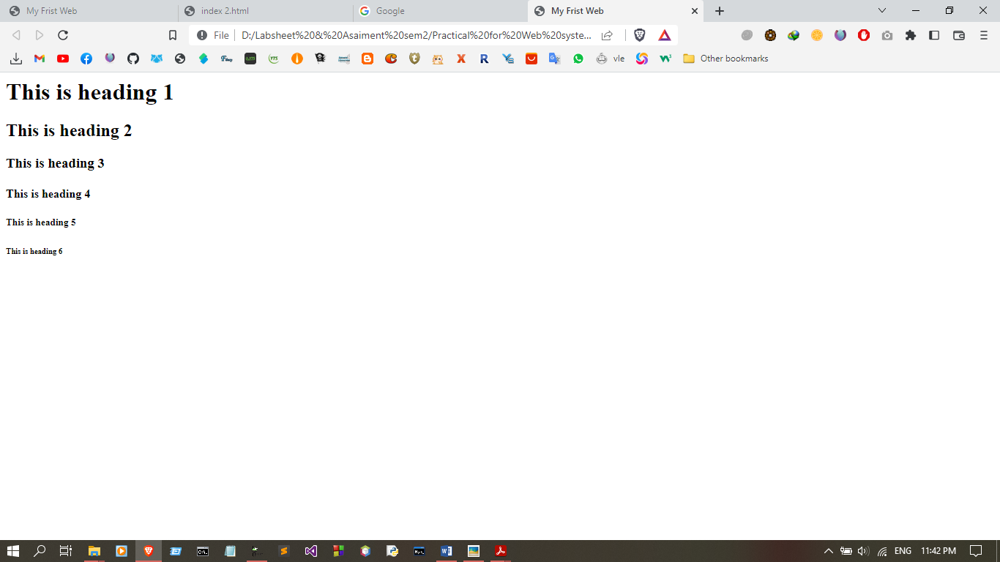 My Frist Web
index 2.html
Google
My Frist Web
File
D:/Labsheet%20&%20Asaiment%20sem2/Practical%20for%20Web%20syste...
vle
Other bookmarks
This is heading 1
This is heading 2
This is heading 3
This is heading 4
This is heading 5
This is heading 6
ENG
11:42 PM